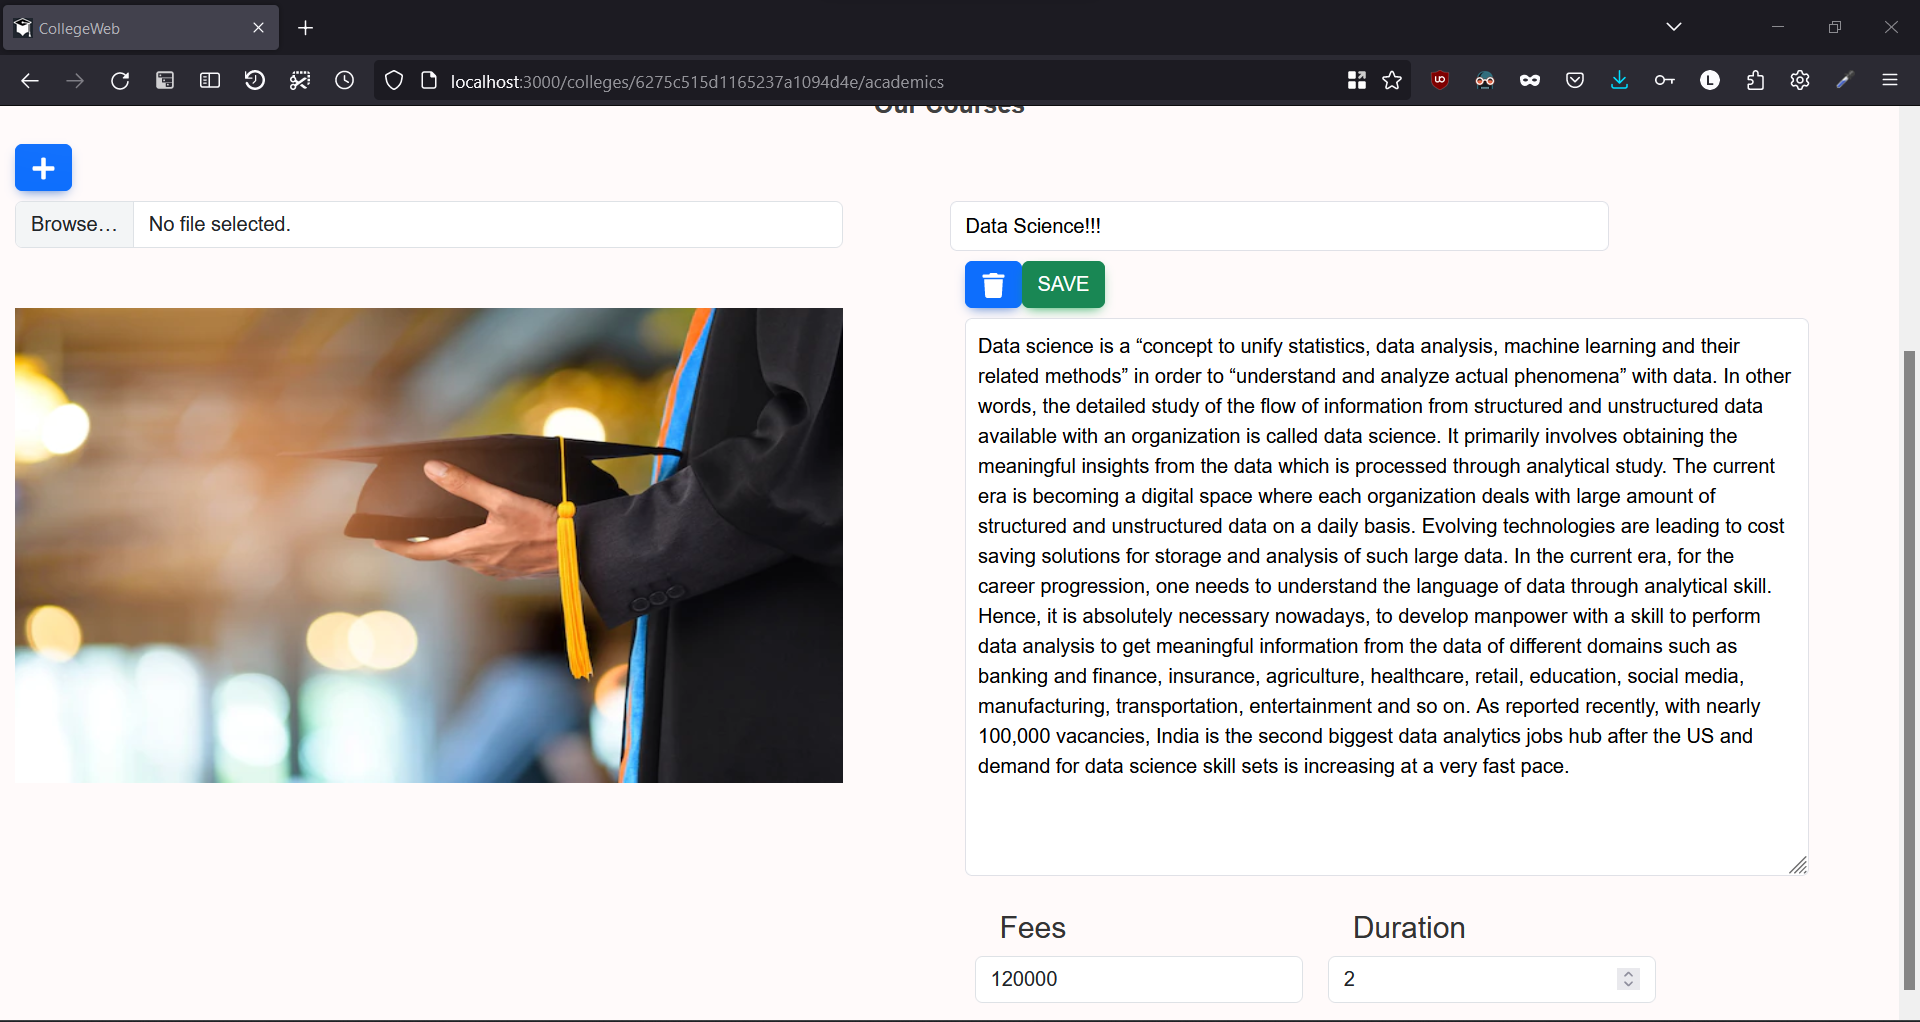 CollegeWeb
localhost:3000/colleges/6275c515d1165237a1094d4e/academics
Our Courses
Browse... No file selected.
Data Science!!!
SAVE
Data science is a “concept to unify statistics, data analysis, machine learning and their
related methods” in order to “understand and analyze actual phenomena” with data. In other
words, the detailed study of the flow of information from structured and unstructured data
available with an organization is called data science. It primarily involves obtaining the
meaningful insights from the data which is processed through analytical study. The current
era is becoming a digital space where each organization deals with large amount of
structured and unstructured data on a daily basis. Evolving technologies are leading to cost
saving solutions for storage and analysis of such large data. In the current era, for the
career progression, one needs to understand the language of data through analytical skill.
Hence, it is absolutely necessary nowadays, to develop manpower with a skill to perform
data analysis to get meaningful information from the data of different domains such as
banking and finance, insurance, agriculture, healthcare, retail, education, social media,
manufacturing, transportation, entertainment and so on. As reported recently, with nearly
100,000 vacancies, India is the second biggest data analytics jobs hub after the US and
demand for data science skill sets is increasing at a very fast pace.
Fees
Duration
120000
2